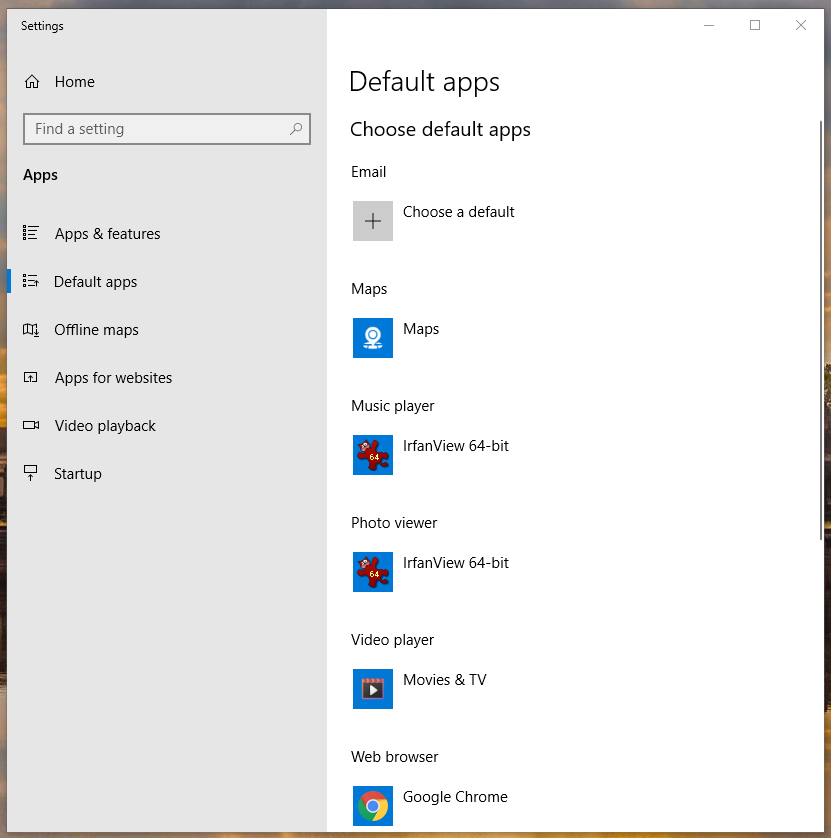 Settings
Home
Find a setting
Apps
Apps & features
Default apps
Offline maps
Apps for websites
Video playback
Startup
Default apps
Choose default apps
Email
Choose a default
Maps
Maps
Music player
64
IrfanView 64-bit
Photo viewer
64
IrfanView 64-bit
Video player
Movies & TV
Web browser
Google Chrome